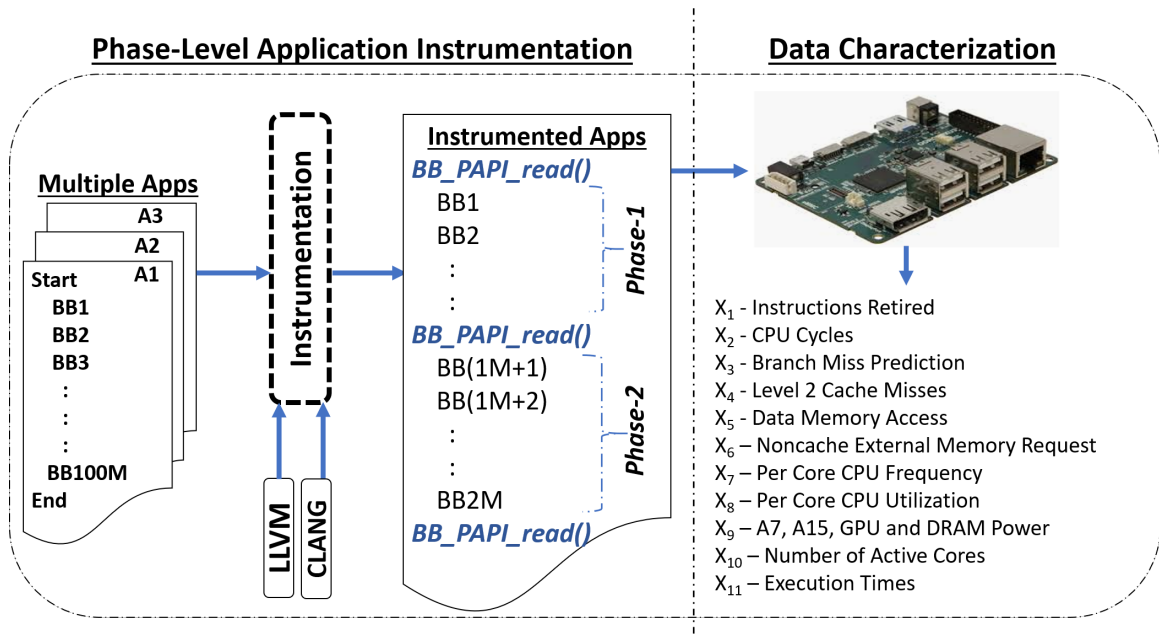 Phase-Level Application Instrumentation
Data Characterization
Multiple Apps
A3
A2
A1
Start
BB1
BB2
BB3
:
:
BB100M
End
Instrumentation
LLVM
CLANG
Instrumented Apps
BB_PAPI_read()
BB1
BB2
:
:
Phase-1
BB_PAPI_read()
BB(1M+1)
BB(1M+2)
:
:
BB2M
Phase-2
BB_PAPI_read()
X₁ - Instructions Retired
X₂ - CPU Cycles
X₃ - Branch Miss Prediction
X₄ - Level 2 Cache Misses
X₅ - Data Memory Access
X₆ – Noncache External Memory Request
X₇ – Per Core CPU Frequency
X₈ – Per Core CPU Utilization
X₉ – A7, A15, GPU and DRAM Power
X₁₀ – Number of Active Cores
X₁₁ – Execution Times